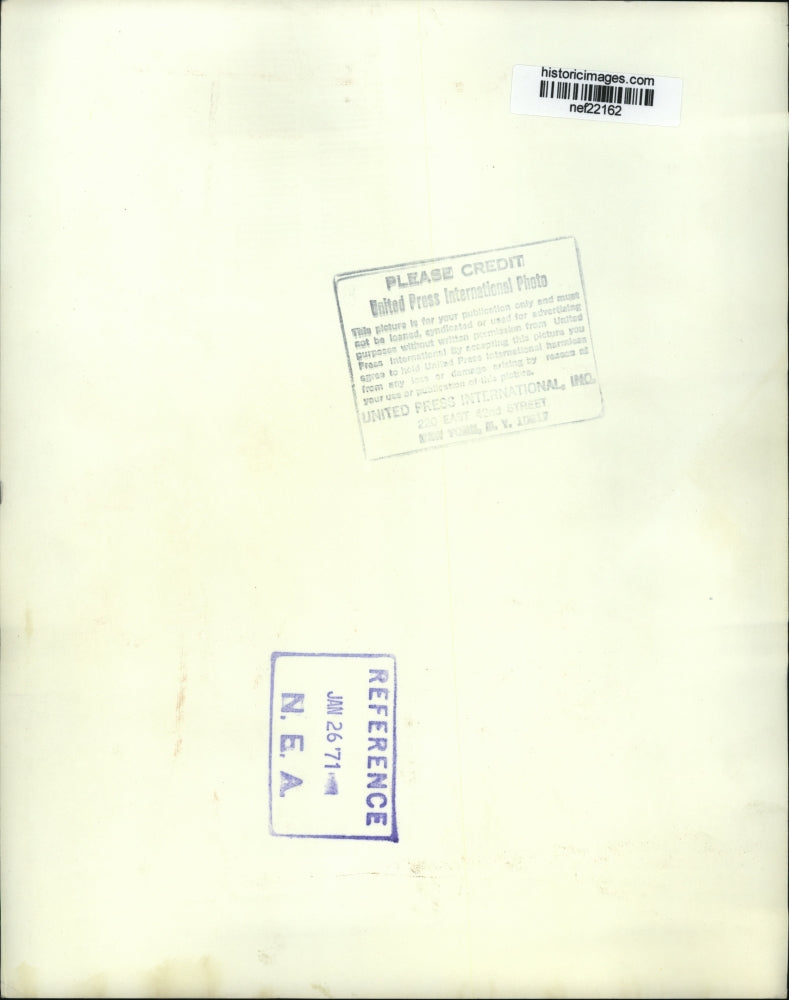 historicimages.com
nef22162
PLEASE CREDIT
United Press International Photo
This picture is for your publication only and must
not be loaned, syndicated or used for advertising
purposes without written permission from United
Press International By accepting this picture you
agree to hold United Press International harmless
from any loss or damage arising by reason of
your use or publication of this photos.
UNITED PRESS INTERNATIONAL, INC.
220 EAST 42nd STREET
NEW YORK, N. Y. 10017
REFERENCE
JAN 26 '71
N. E. A.